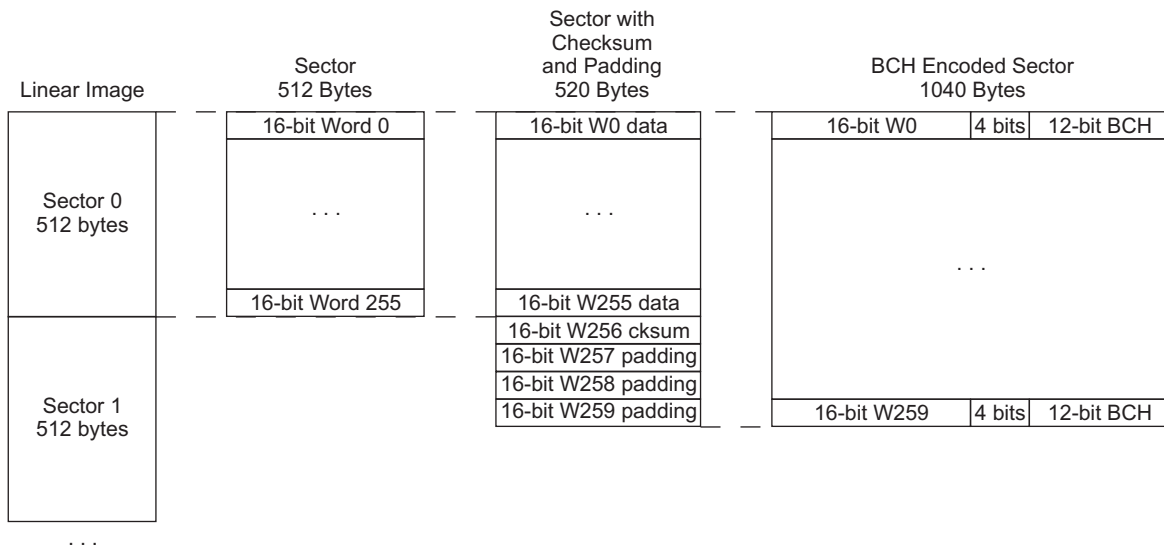 Linear Image
Sector 0
512 bytes
Sector 1
512 bytes
. . .
Sector
512 Bytes
16-bit Word 0
. . .
16-bit Word 255
Sector with
Checksum
and Padding
520 Bytes
16-bit W0 data
. . .
16-bit W255 data
16-bit W256 cksum
16-bit W257 padding
16-bit W258 padding
16-bit W259 padding
BCH Encoded Sector
1040 Bytes
16-bit W0 4 bits 12-bit BCH
. . .
16-bit W259 4 bits 12-bit BCH